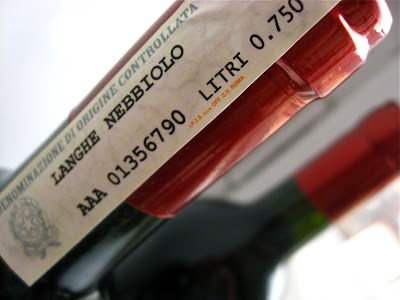 DENOMINAZIONE DI ORIGINE CONTROLLATA
LANGHE NEBBIOLO
AAA 01356790 LITRI 0.750